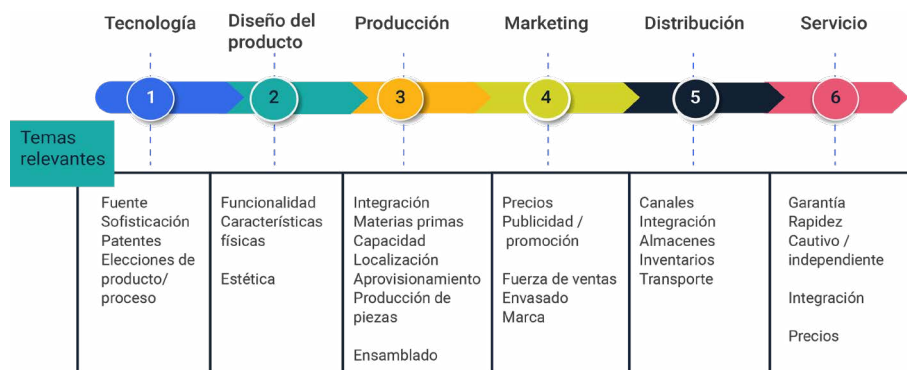 Tecnología
Diseño del
producto
Producción
Marketing
Distribución
Servicio
1
2
3
4
5
6
Temas
relevantes
Fuente
Sofisticación
Patentes
Elecciones de
producto/
proceso
Funcionalidad
Características
físicas
Estética
Integración
Materias primas
Capacidad
Localización
Aprovisionamiento
Producción de
piezas
Ensamblado
Precios
Publicidad /
promoción
Fuerza de ventas
Envasado
Marca
Canales
Integración
Almacenes
Inventarios
Transporte
Garantía
Rapidez
Cautivo /
independiente
Integración
Precios